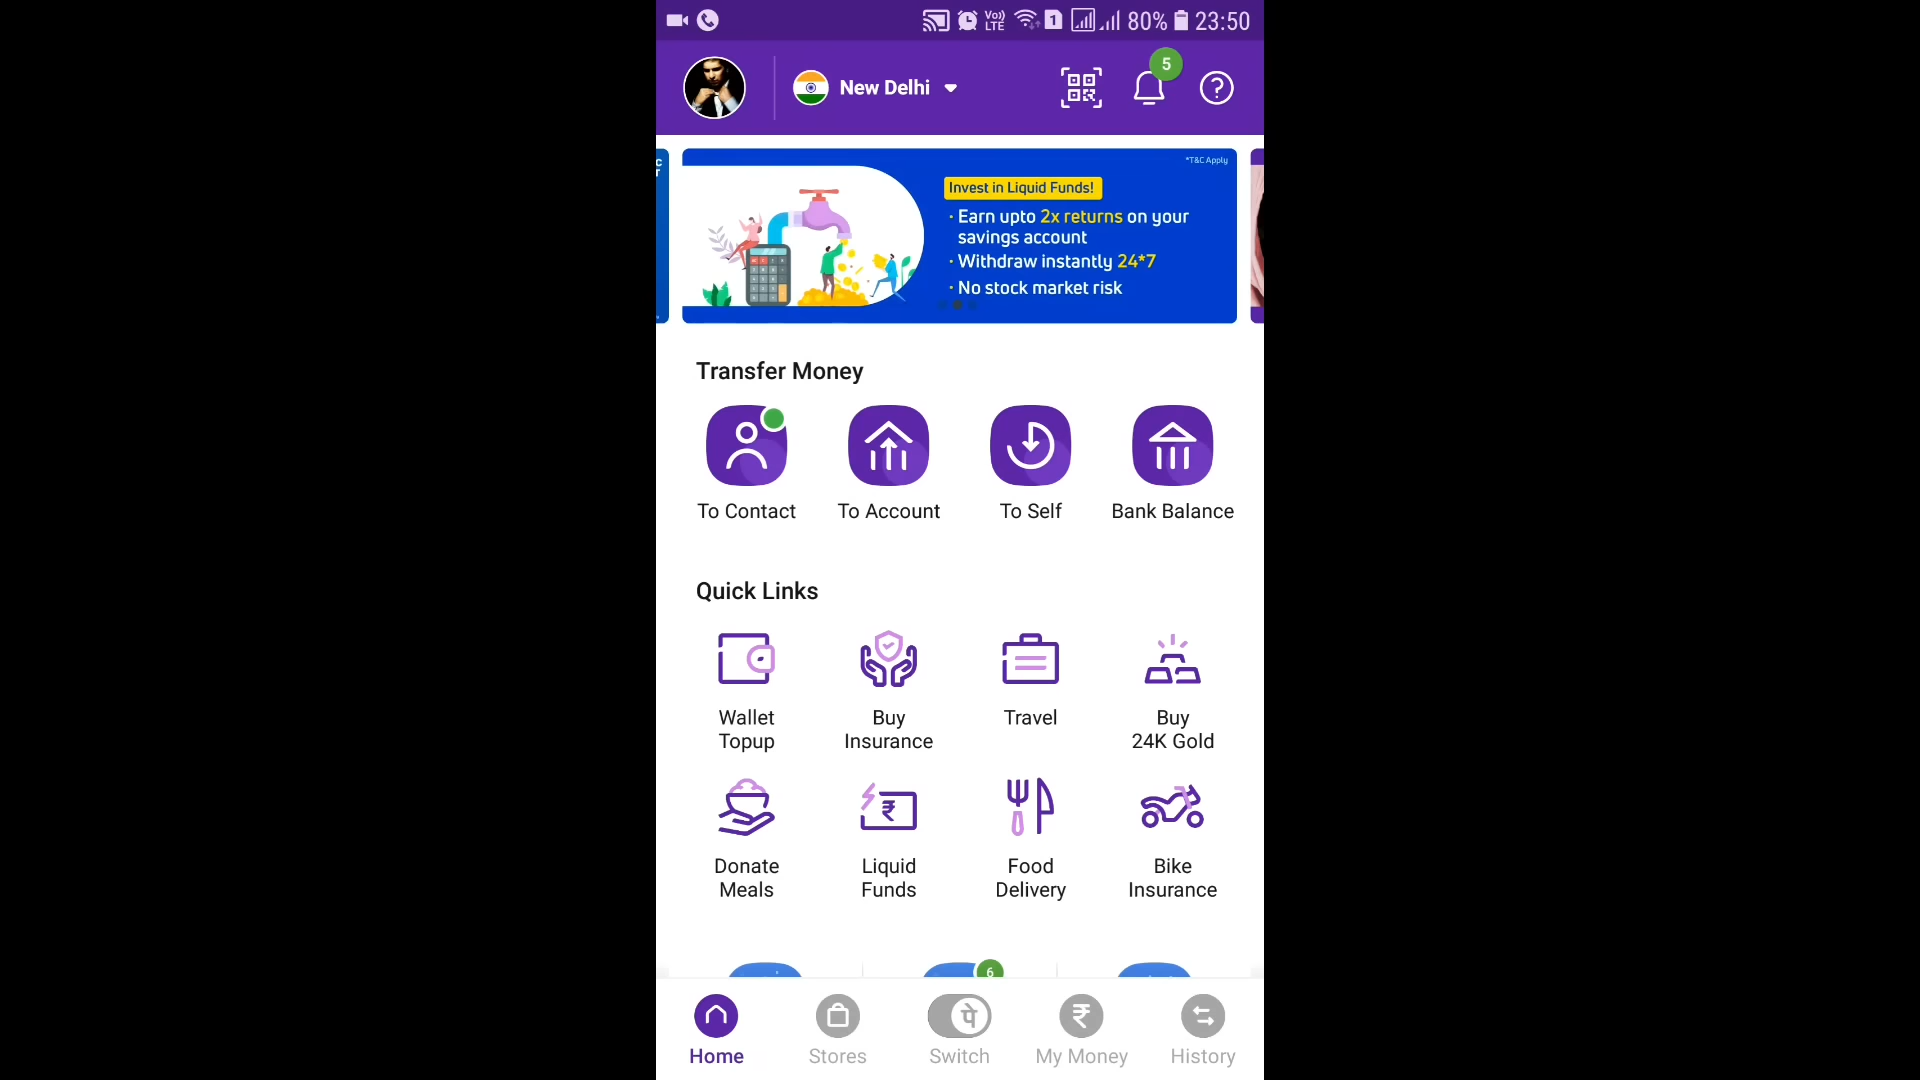 1 80% 23:50
Vo))
LTE
New Delhi
5
*T&C Apply
Invest in Liquid Funds!
· Earn upto 2x returns on your
savings account
· Withdraw instantly 24*7
· No stock market risk
Transfer Money
To Contact To Account To Self Bank Balance
Quick Links
Wallet Buy Travel Buy
Topup Insurance 24K Gold
₹
Donate Liquid Food Bike
Meals Funds Delivery Insurance
6
पे ₹
Home Stores Switch My Money History